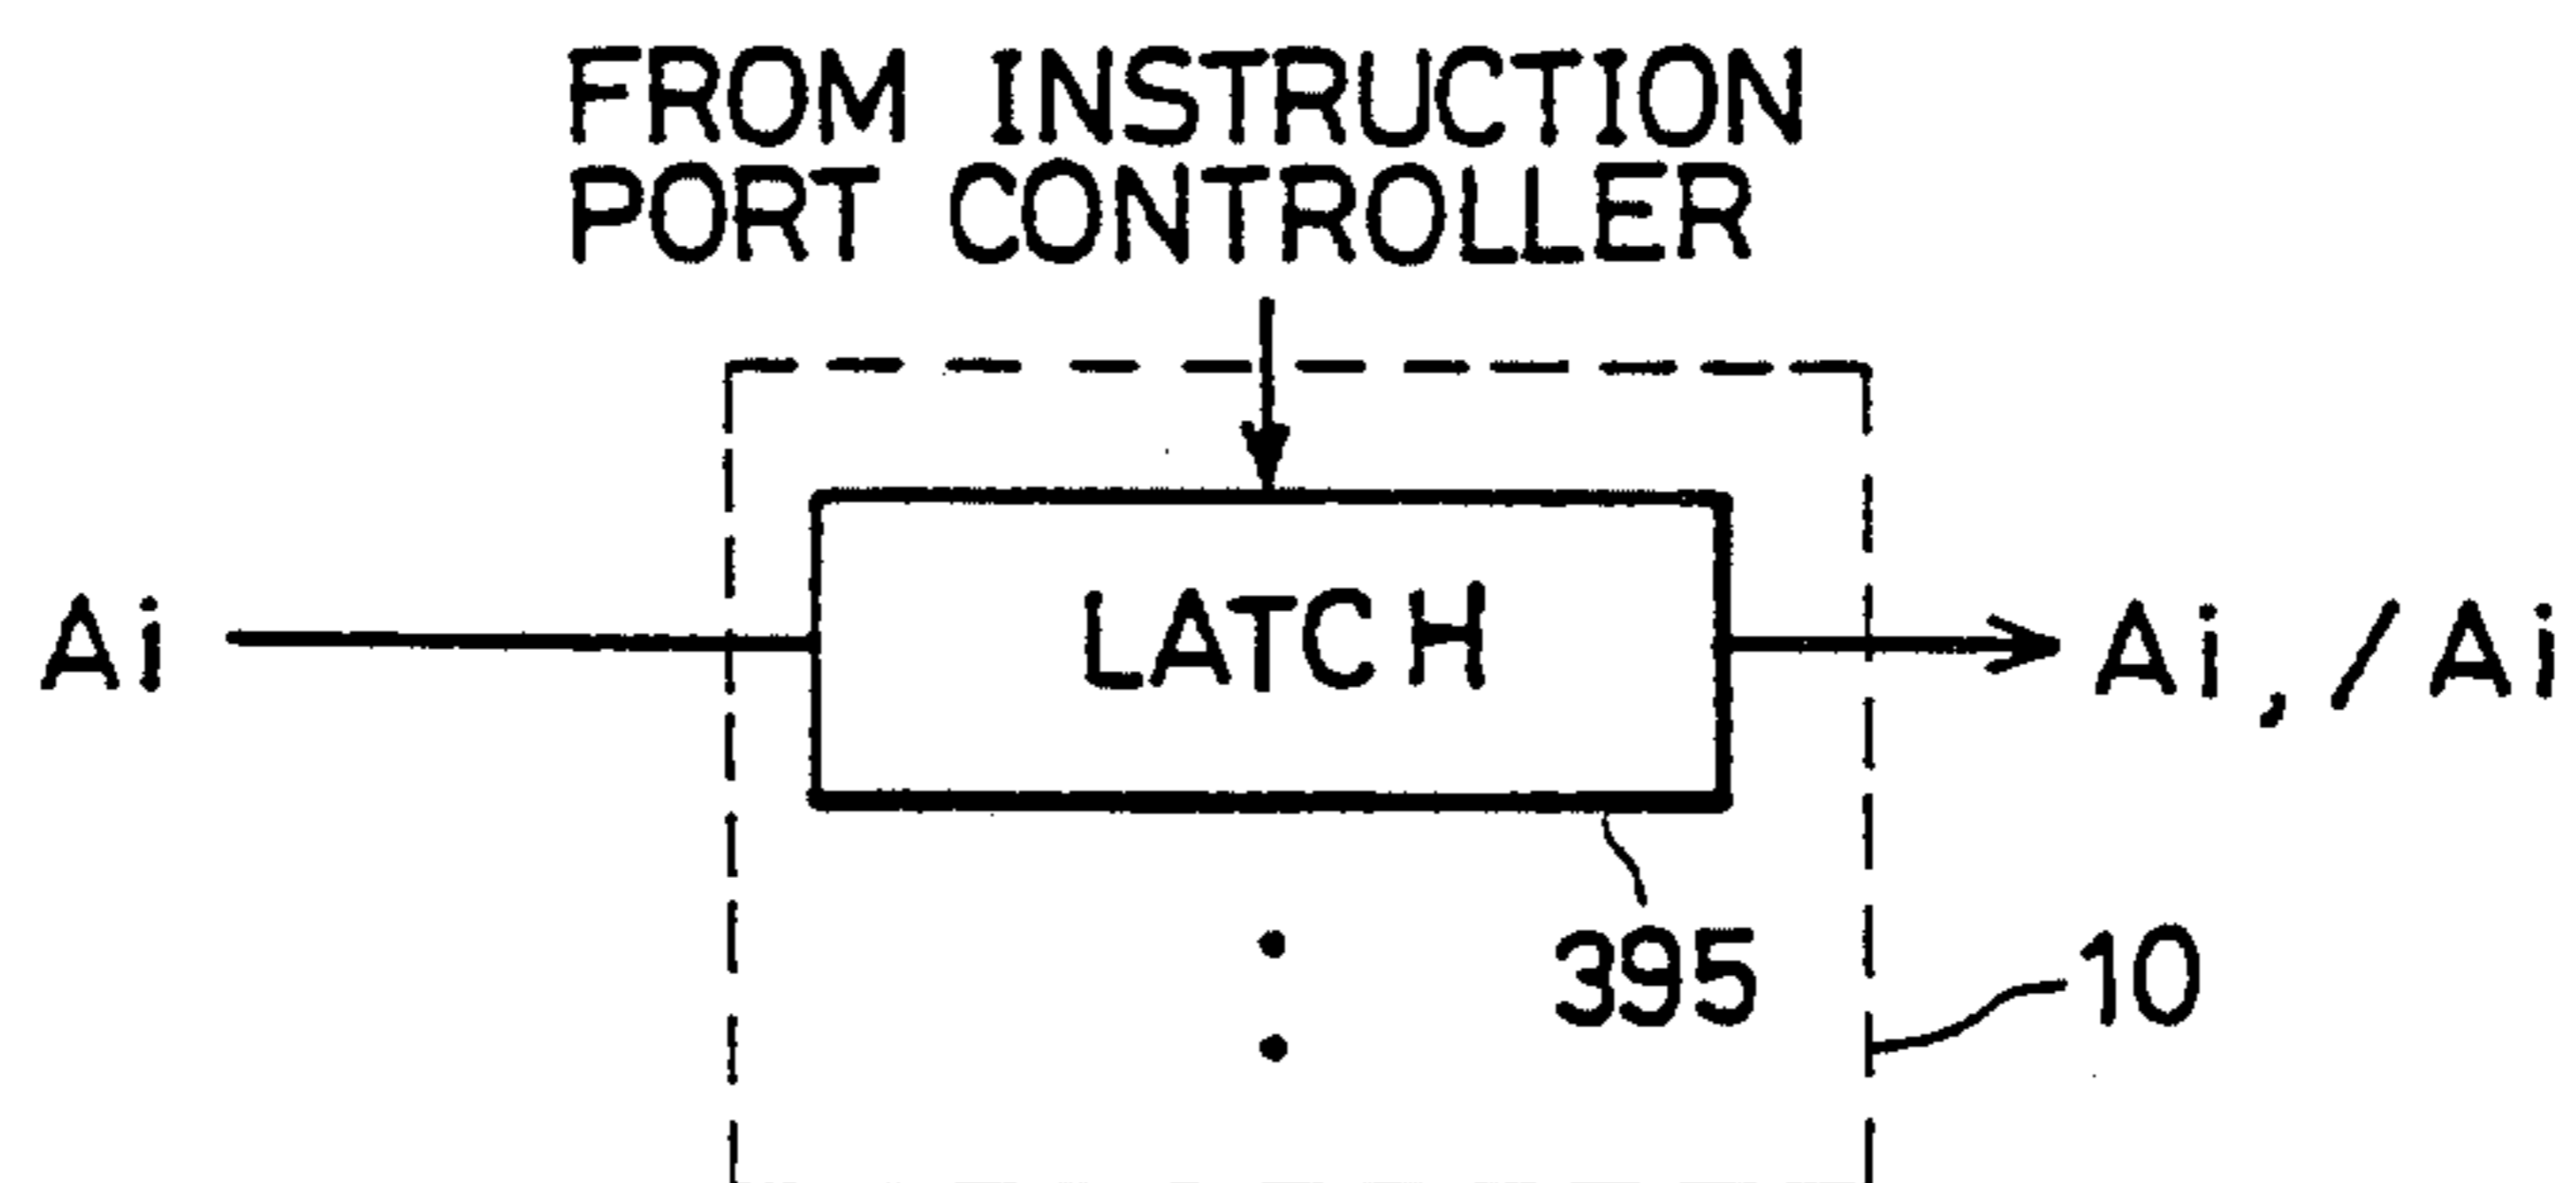 FROM INSTRUCTION
PORT CONTROLLER
Ai
LATCH
Ai, /Ai
395
10